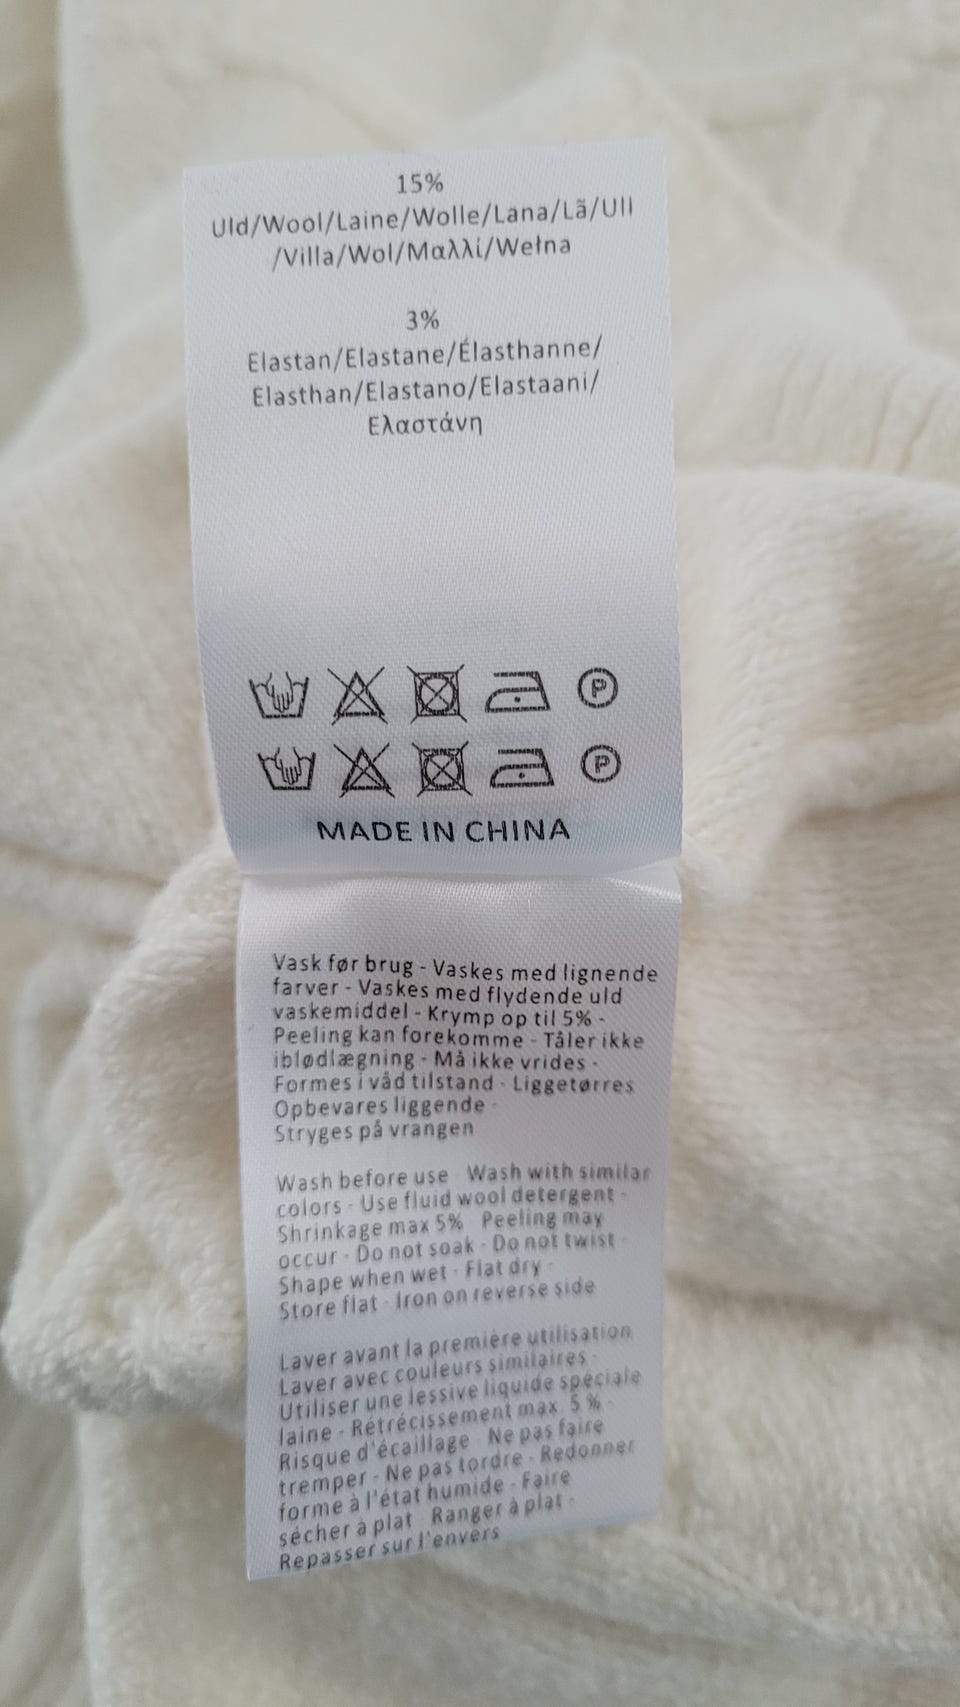 15%
Uld/Wool/Laine/Wolle/Lana/Lã/Ull
/Villa/Wol/Μαλλί/Wełna
3%
Elastan/Elastane/Élasthanne/
Elasthan/Elastano/Elastaani/
Ελαστάνη
P
P
MADE IN CHINA
Vask før brug - Vaskes med lignende
farver - Vaskes med flydende uld
vaskemiddel - Krymp op til 5% -
Peeling kan forekomme - Tåler ikke
iblødlægning - Må ikke vrides -
Formes i våd tilstand - Liggetørres
Opbevares liggende -
Stryges på vrangen
Wash before use - Wash with similar
colors - Use fluid wool detergent -
Shrinkage max 5% Peeling may
occur - Do not soak - Do not twist -
Shape when wet - Flat dry -
Store flat - Iron on reverse side
Laver avant la première utilisation
Laver avec couleurs similaires -
Utiliser une lessive liquide spéciale
laine - Rétrécissement max. 5 % -
Risque d'écaillage Ne pas faire
tremper - Ne pas tordre - Redonner
forme à l'état humide - Faire
sécher à plat Ranger à plat -
Repasser sur l'envers